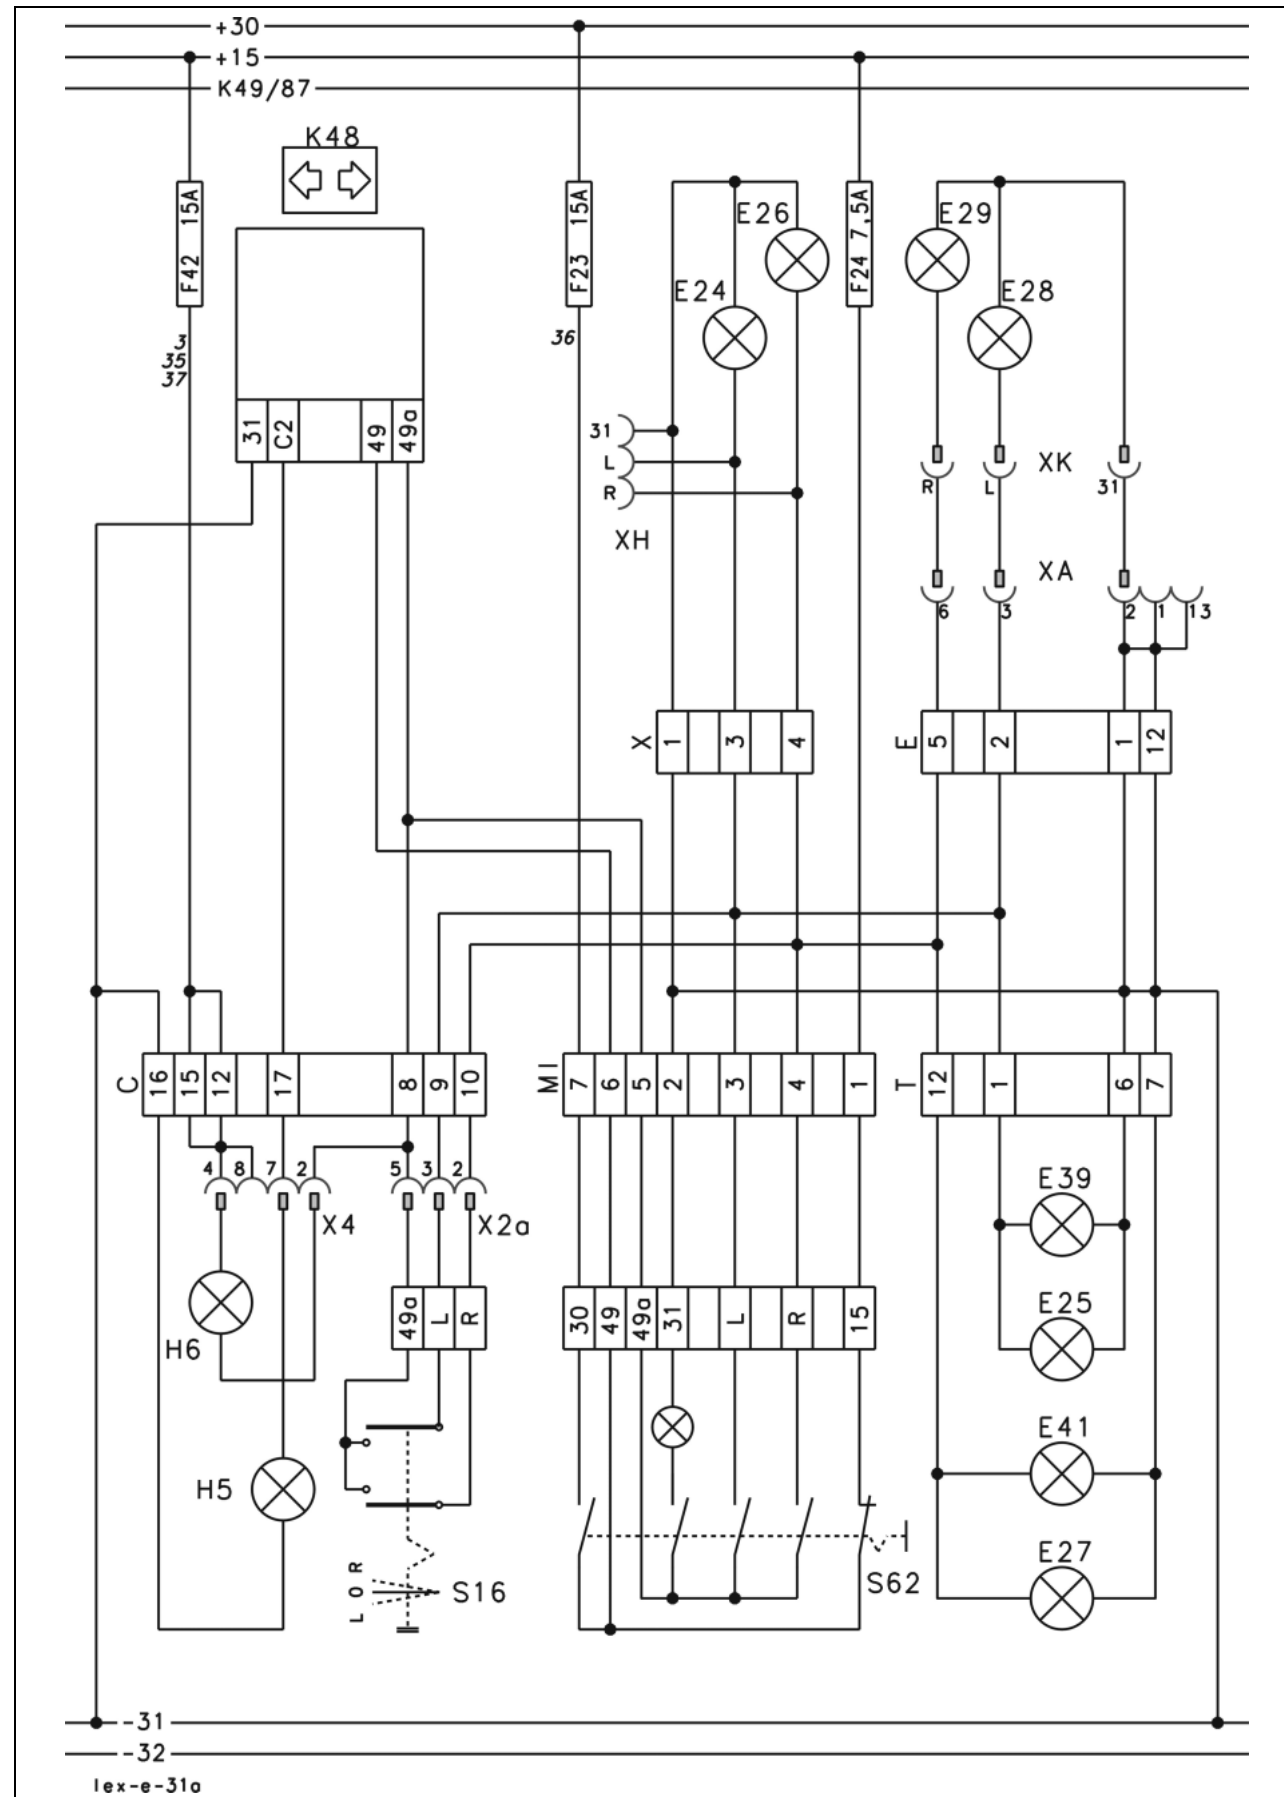 +30
+15
K49/87
K48
F42 15A
F23 15A
F24 7,5A
E26
E29
E24
E28
3
35
37
36
31 C2 49 49a
31
L
R
XH
R L XK 31
XA
6 3 2 1 13
X 1 3 4
E 5 2 1 12
C 16 15 12 17 8 9 10
MI 7 6 5 2 3 4 1
T 12 1 6 7
4 8 7 2 5 3 2
X4 X2a
E39
49a L R
30 49 49a 31 L R 15
E25
H6
E41
H5
E27
L O R
S16
S62
-31
-32
lex-e-31a